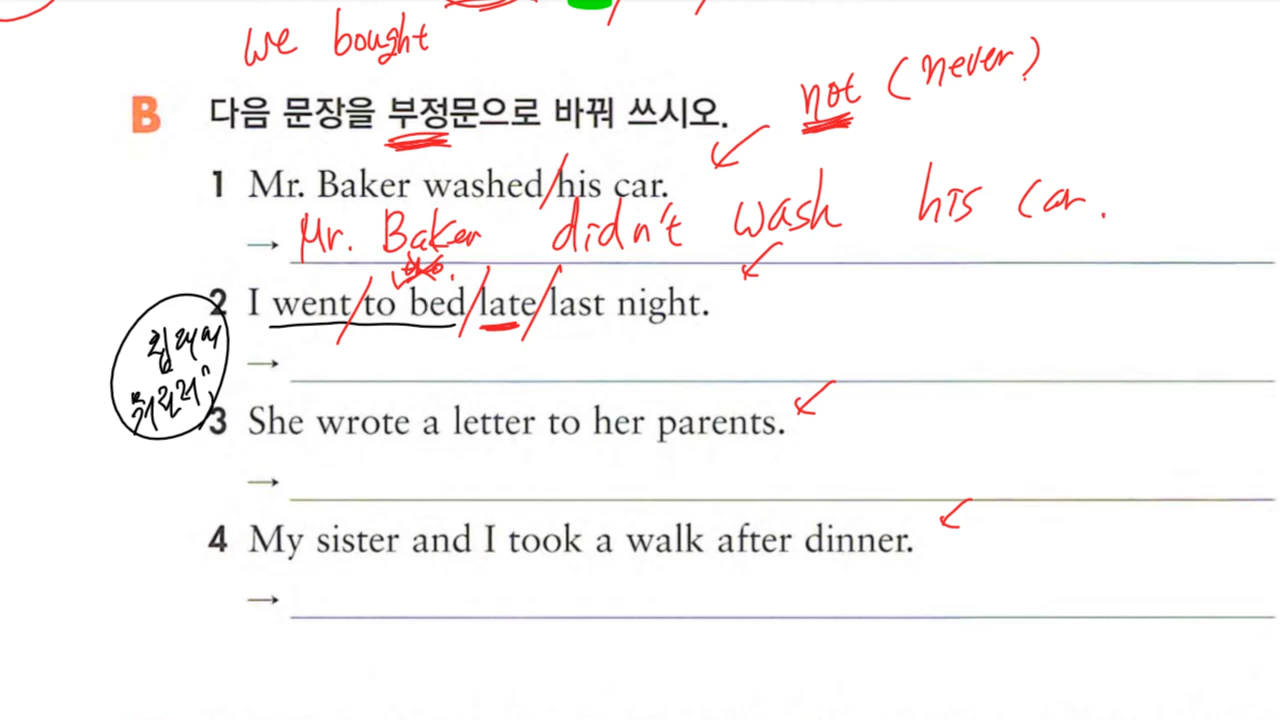 we bought
not (never)
B 다음 문장을 부정문으로 바꿔 쓰시오.
1 Mr. Baker washed/his car.
→ Mr. Baker didn't wash his car.
2 I went/to bed/late/last night.
→
3 She wrote a letter to her parents.
→
4 My sister and I took a walk after dinner.
→